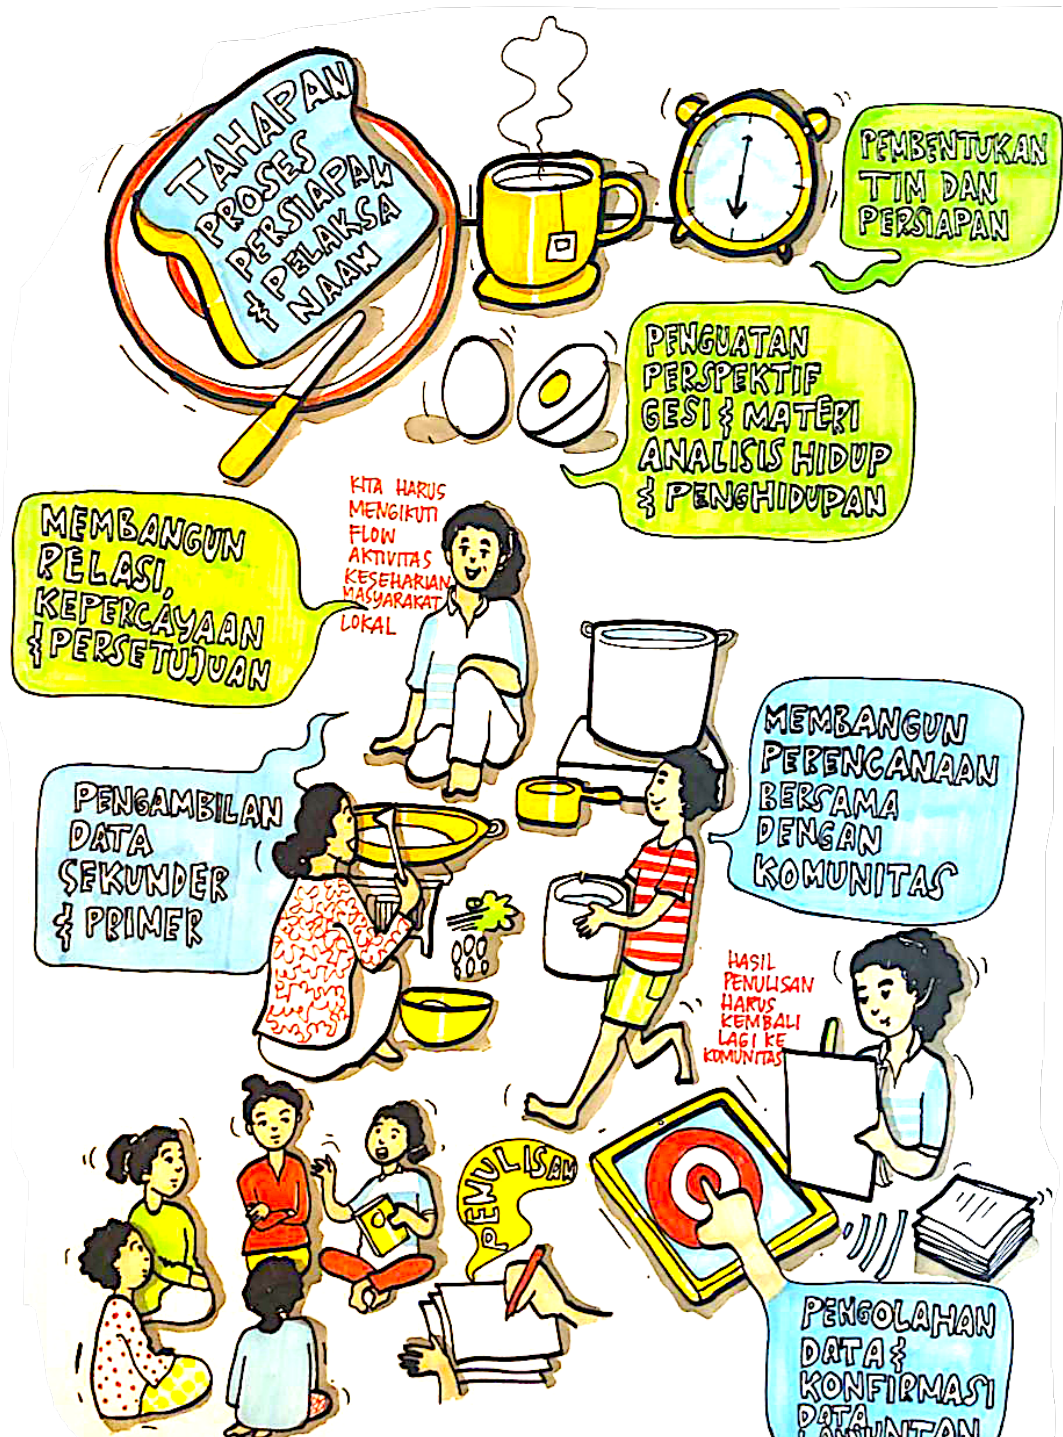 TAHAPAN
PROSES
PERSIAPAN
& PELAKSA
NAAN
PEMBENTUKAN
TIM DAN
PERSIAPAN
PENGUATAN
PERSPEKTIF
GESI & MATERI
ANALISIS HIDUP
& PENGHIDUPAN
KITA HARUS
MENGIKUTI
FLOW
AKTIVITAS
KESEHARIAN
MASYARAKAT
LOKAL
MEMBANGUN
RELASI,
KEPERCAYAAN
& PERSETUJUAN
MEMBANGUN
PERENCANAAN
BERSAMA
DENGAN
KOMUNITAS
PENGAMBILAN
DATA
SEKUNDER
& PRIMER
HASIL
PENULISAN
HARUS
KEMBALI
LAGI KE
KOMUNITAS
PENULISAN
PENGOLAHAN
DATA &
KONFIRMASI
DATA